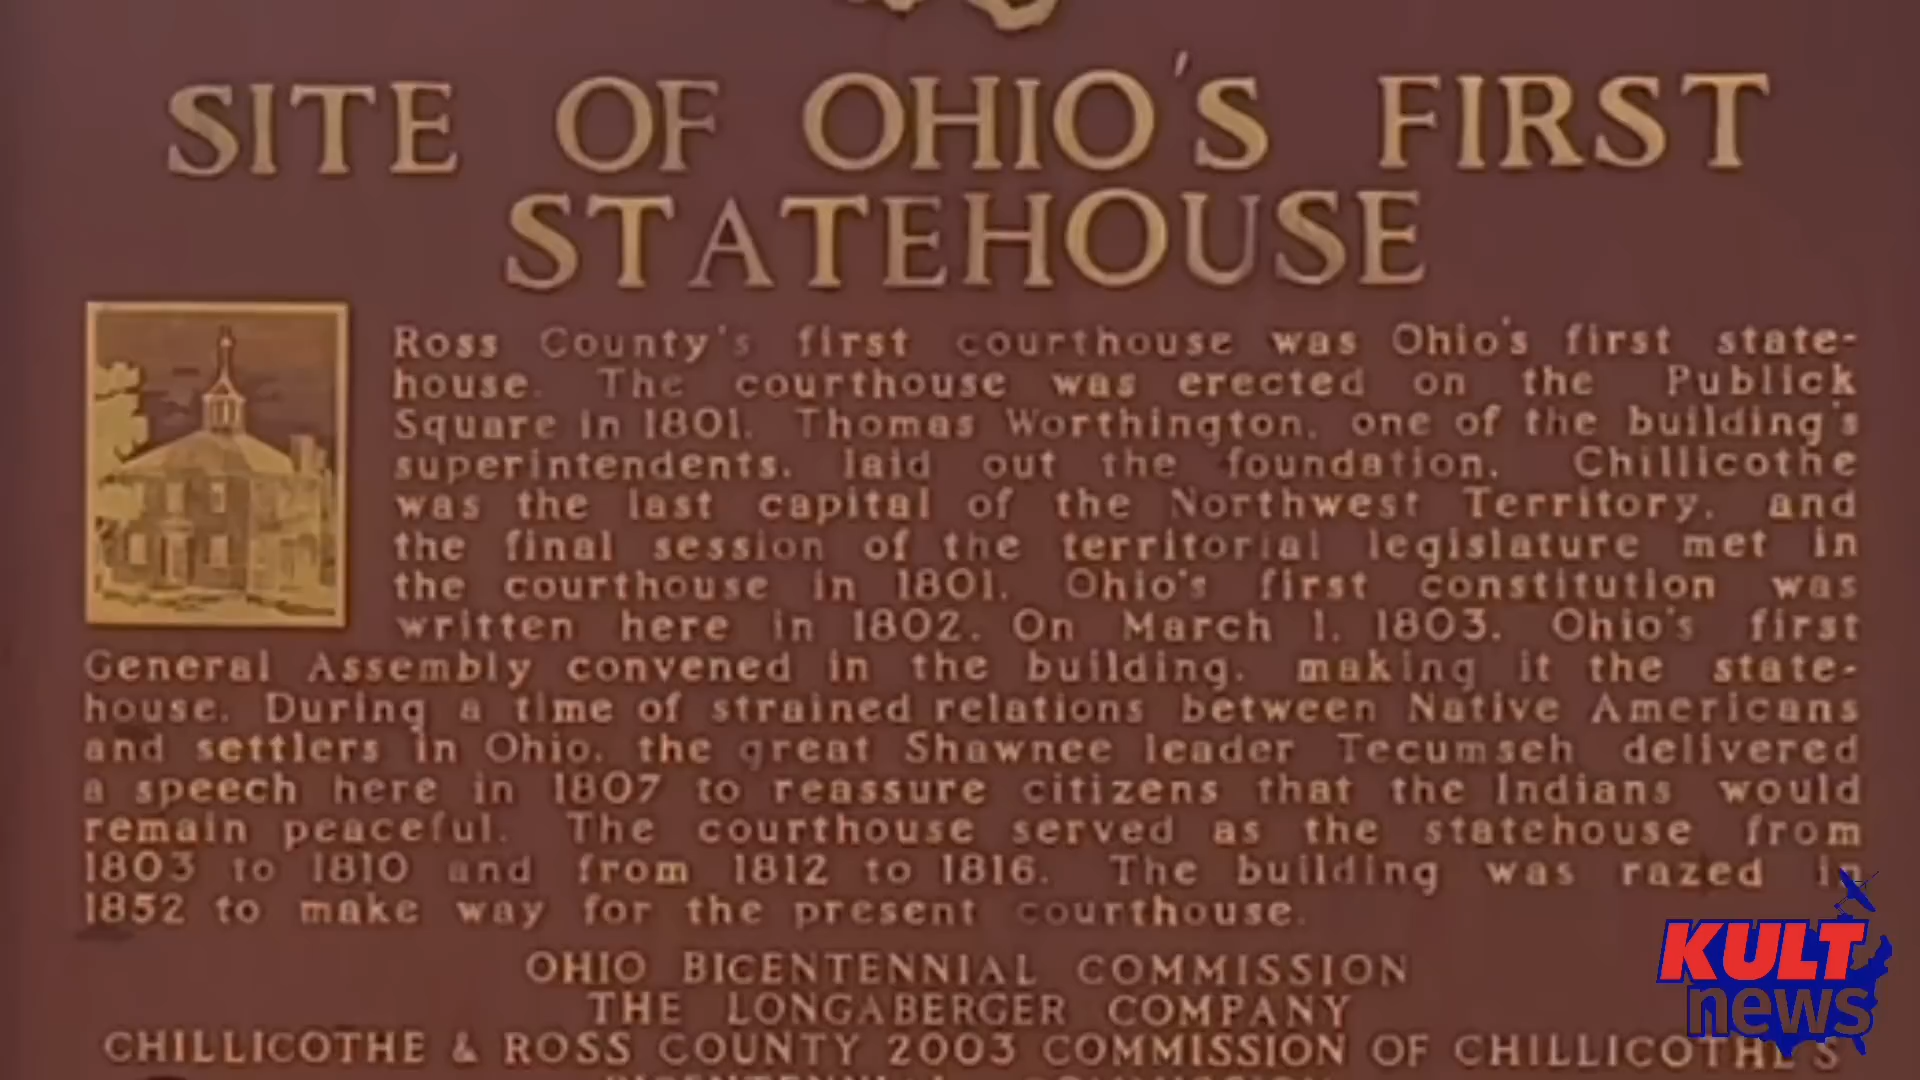 SITE OF OHIO'S FIRST
STATEHOUSE
Ross County's first courthouse was Ohio's first state-
house. The courthouse was erected on the Publick
Square in 1801. Thomas Worthington, one of the building's
superintendents, laid out the foundation. Chillicothe
was the last capital of the Northwest Territory, and
the final session of the territorial legislature met in
the courthouse in 1801. Ohio's first constitution was
written here in 1802. On March 1, 1803, Ohio's first
General Assembly convened in the building, making it the state-
house. During a time of strained relations between Native Americans
and settlers in Ohio, the great Shawnee leader Tecumseh delivered
a speech here in 1807 to reassure citizens that the Indians would
remain peaceful. The courthouse served as the statehouse from
1803 to 1810 and from 1812 to 1816. The building was razed in
1852 to make way for the present courthouse.
OHIO BICENTENNIAL COMMISSION
THE LONGABERGER COMPANY
CHILLICOTHE & ROSS COUNTY 2003 COMMISSION OF CHILLICOTHE'S
KULT
news